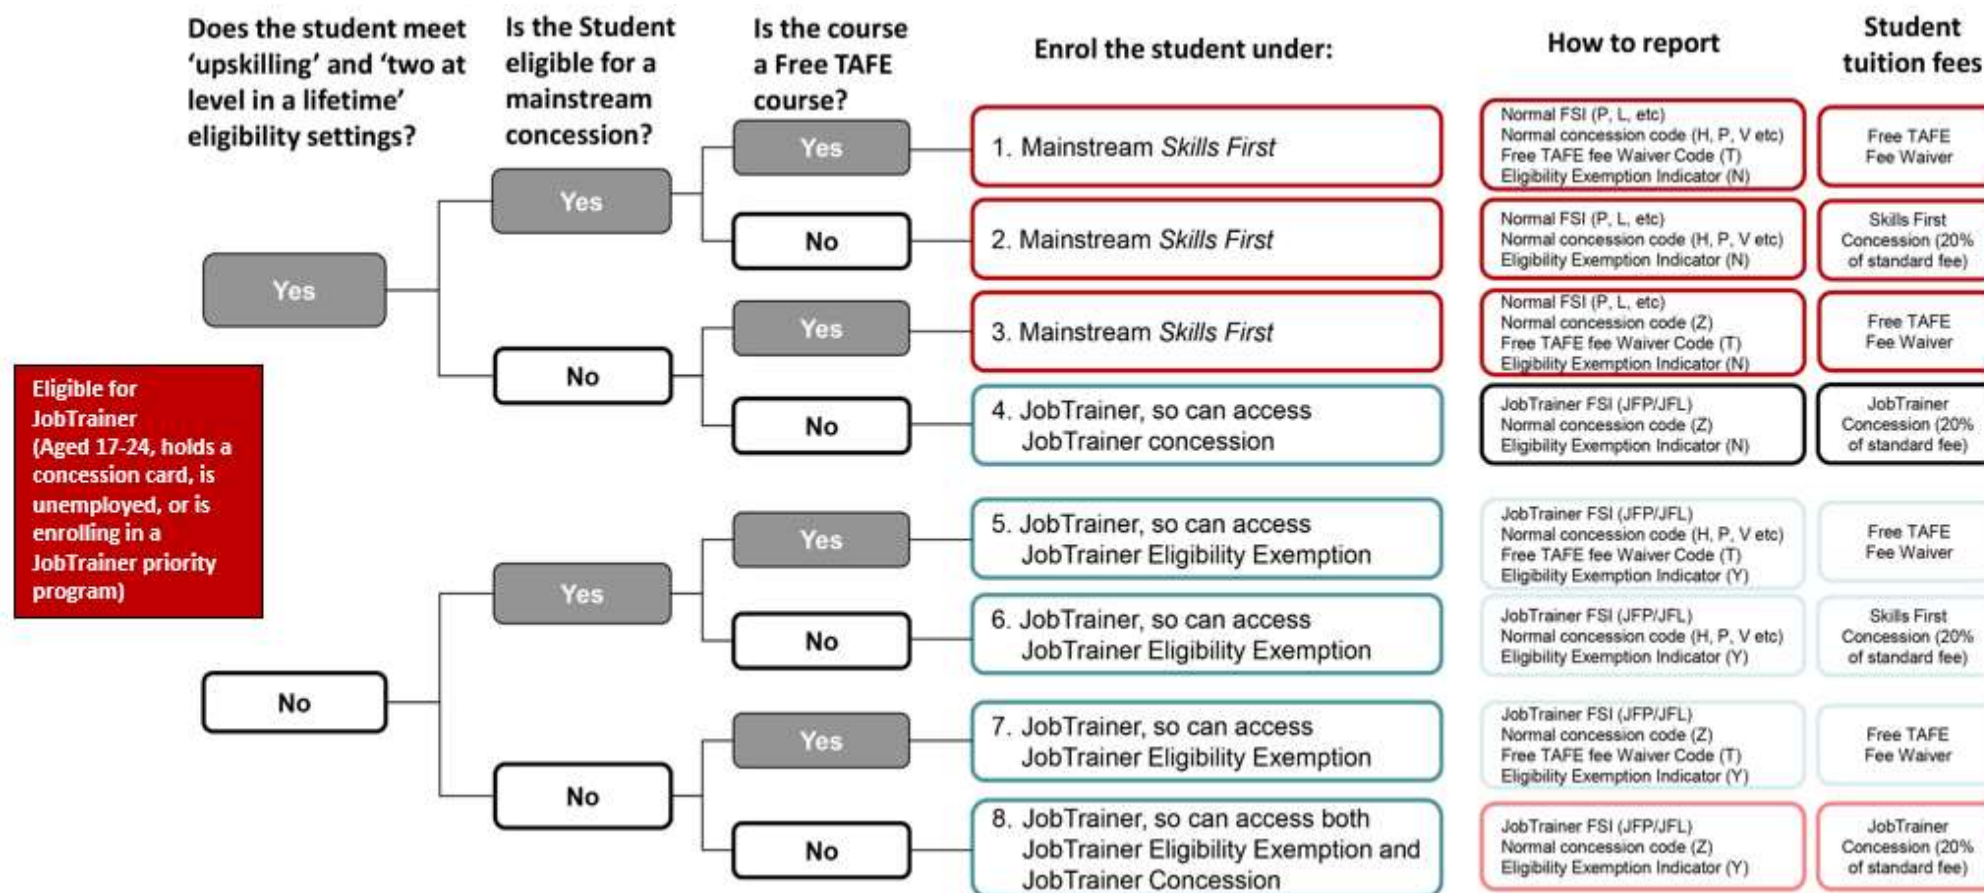 Does the student meet
‘upskilling’ and ‘two at
level in a lifetime’
eligibility settings?
Is the Student
eligible for a
mainstream
concession?
Is the course
a Free TAFE
course?
Enrol the student under:
How to report
Student
tuition fees
Eligible for
JobTrainer
(Aged 17-24, holds a
concession card, is
unemployed, or is
enrolling in a
JobTrainer priority
program)
Yes
Yes
Yes
1. Mainstream Skills First
Normal FSI (P, L, etc)
Normal concession code (H, P, V etc)
Free TAFE fee Waiver Code (T)
Eligibility Exemption Indicator (N)
Free TAFE
Fee Waiver
No
2. Mainstream Skills First
Normal FSI (P, L, etc)
Normal concession code (H, P, V etc)
Eligibility Exemption Indicator (N)
Skills First
Concession (20%
of standard fee)
No
Yes
3. Mainstream Skills First
Normal FSI (P, L, etc)
Normal concession code (Z)
Free TAFE fee Waiver Code (T)
Eligibility Exemption Indicator (N)
Free TAFE
Fee Waiver
No
4. JobTrainer, so can access
JobTrainer concession
JobTrainer FSI (JFP/JFL)
Normal concession code (Z)
Eligibility Exemption Indicator (N)
JobTrainer
Concession (20%
of standard fee)
No
Yes
Yes
5. JobTrainer, so can access
JobTrainer Eligibility Exemption
JobTrainer FSI (JFP/JFL)
Normal concession code (H, P, V etc)
Free TAFE fee Waiver Code (T)
Eligibility Exemption Indicator (Y)
Free TAFE
Fee Waiver
No
6. JobTrainer, so can access
JobTrainer Eligibility Exemption
JobTrainer FSI (JFP/JFL)
Normal concession code (H, P, V etc)
Eligibility Exemption Indicator (Y)
Skills First
Concession (20%
of standard fee)
No
Yes
7. JobTrainer, so can access
JobTrainer Eligibility Exemption
JobTrainer FSI (JFP/JFL)
Normal concession code (Z)
Free TAFE fee Waiver Code (T)
Eligibility Exemption Indicator (Y)
Free TAFE
Fee Waiver
No
8. JobTrainer, so can access both
JobTrainer Eligibility Exemption and
JobTrainer Concession
JobTrainer FSI (JFP/JFL)
Normal concession code (Z)
Eligibility Exemption Indicator (Y)
JobTrainer
Concession (20%
of standard fee)